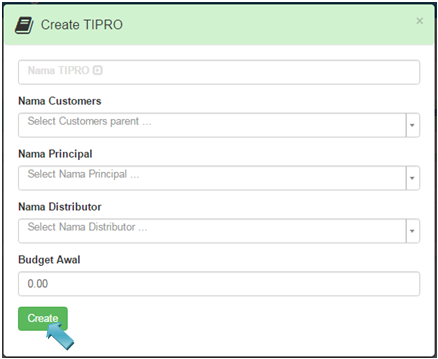 Create TIPRO
×
Nama TIPRO
Nama Customers
Select Customers parent ...
Nama Principal
Select Nama Principal ...
Nama Distributor
Select Nama Distributor ...
Budget Awal
0.00
Create